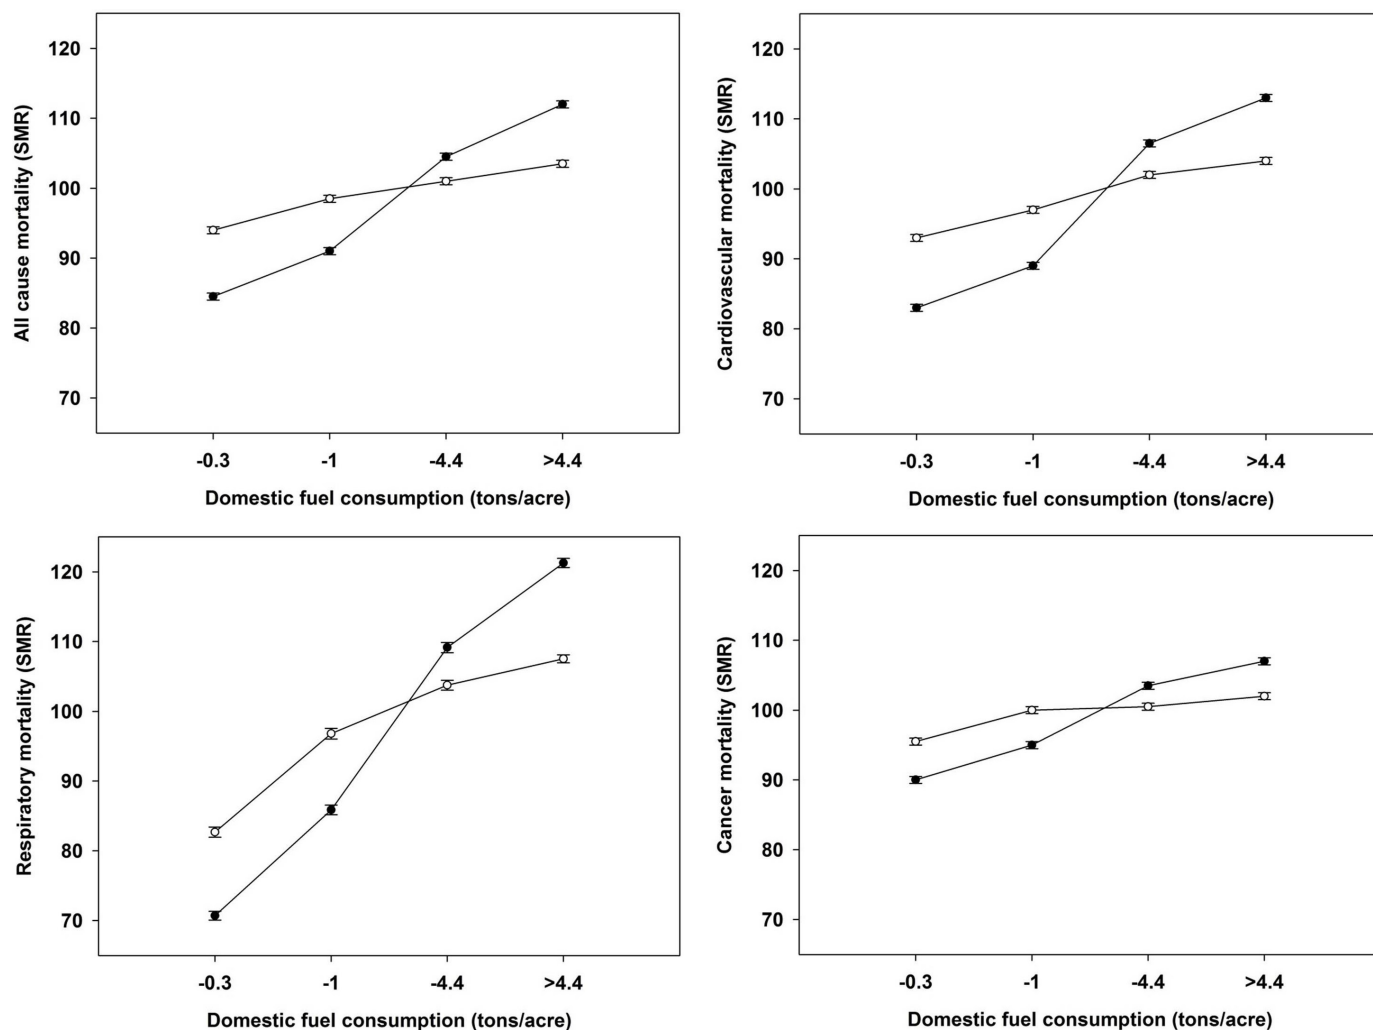 All cause mortality (SMR)
120
110
100
90
80
70
-0.3 -1 -4.4 >4.4
Domestic fuel consumption (tons/acre)
Cardiovascular mortality (SMR)
120
110
100
90
80
70
-0.3 -1 -4.4 >4.4
Domestic fuel consumption (tons/acre)
Respiratory mortality (SMR)
120
110
100
90
80
70
-0.3 -1 -4.4 >4.4
Domestic fuel consumption (tons/acre)
Cancer mortality (SMR)
120
110
100
90
80
70
-0.3 -1 -4.4 >4.4
Domestic fuel consumption (tons/acre)